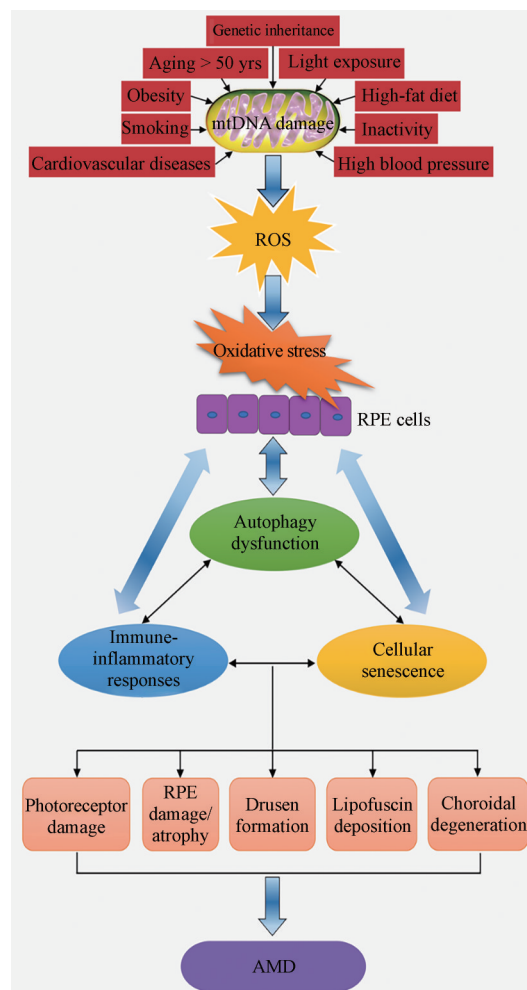 Genetic inheritance
Aging > 50 yrs
Light exposure
Obesity
High-fat diet
Smoking
mtDNA damage
Inactivity
Cardiovascular diseases
High blood pressure
ROS
Oxidative stress
RPE cells
Autophagy
dysfunction
Immune-
inflammatory
responses
Cellular
senescence
Photoreceptor
damage
RPE
damage/
atrophy
Drusen
formation
Lipofuscin
deposition
Choroidal
degeneration
AMD